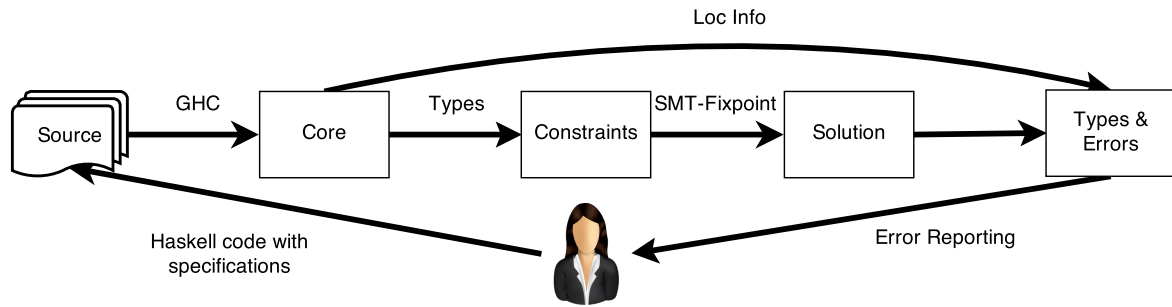 Loc Info
GHC
Types
SMT-Fixpoint
Source
Core
Constraints
Solution
Types &
Errors
Haskell code with
specifications
Error Reporting